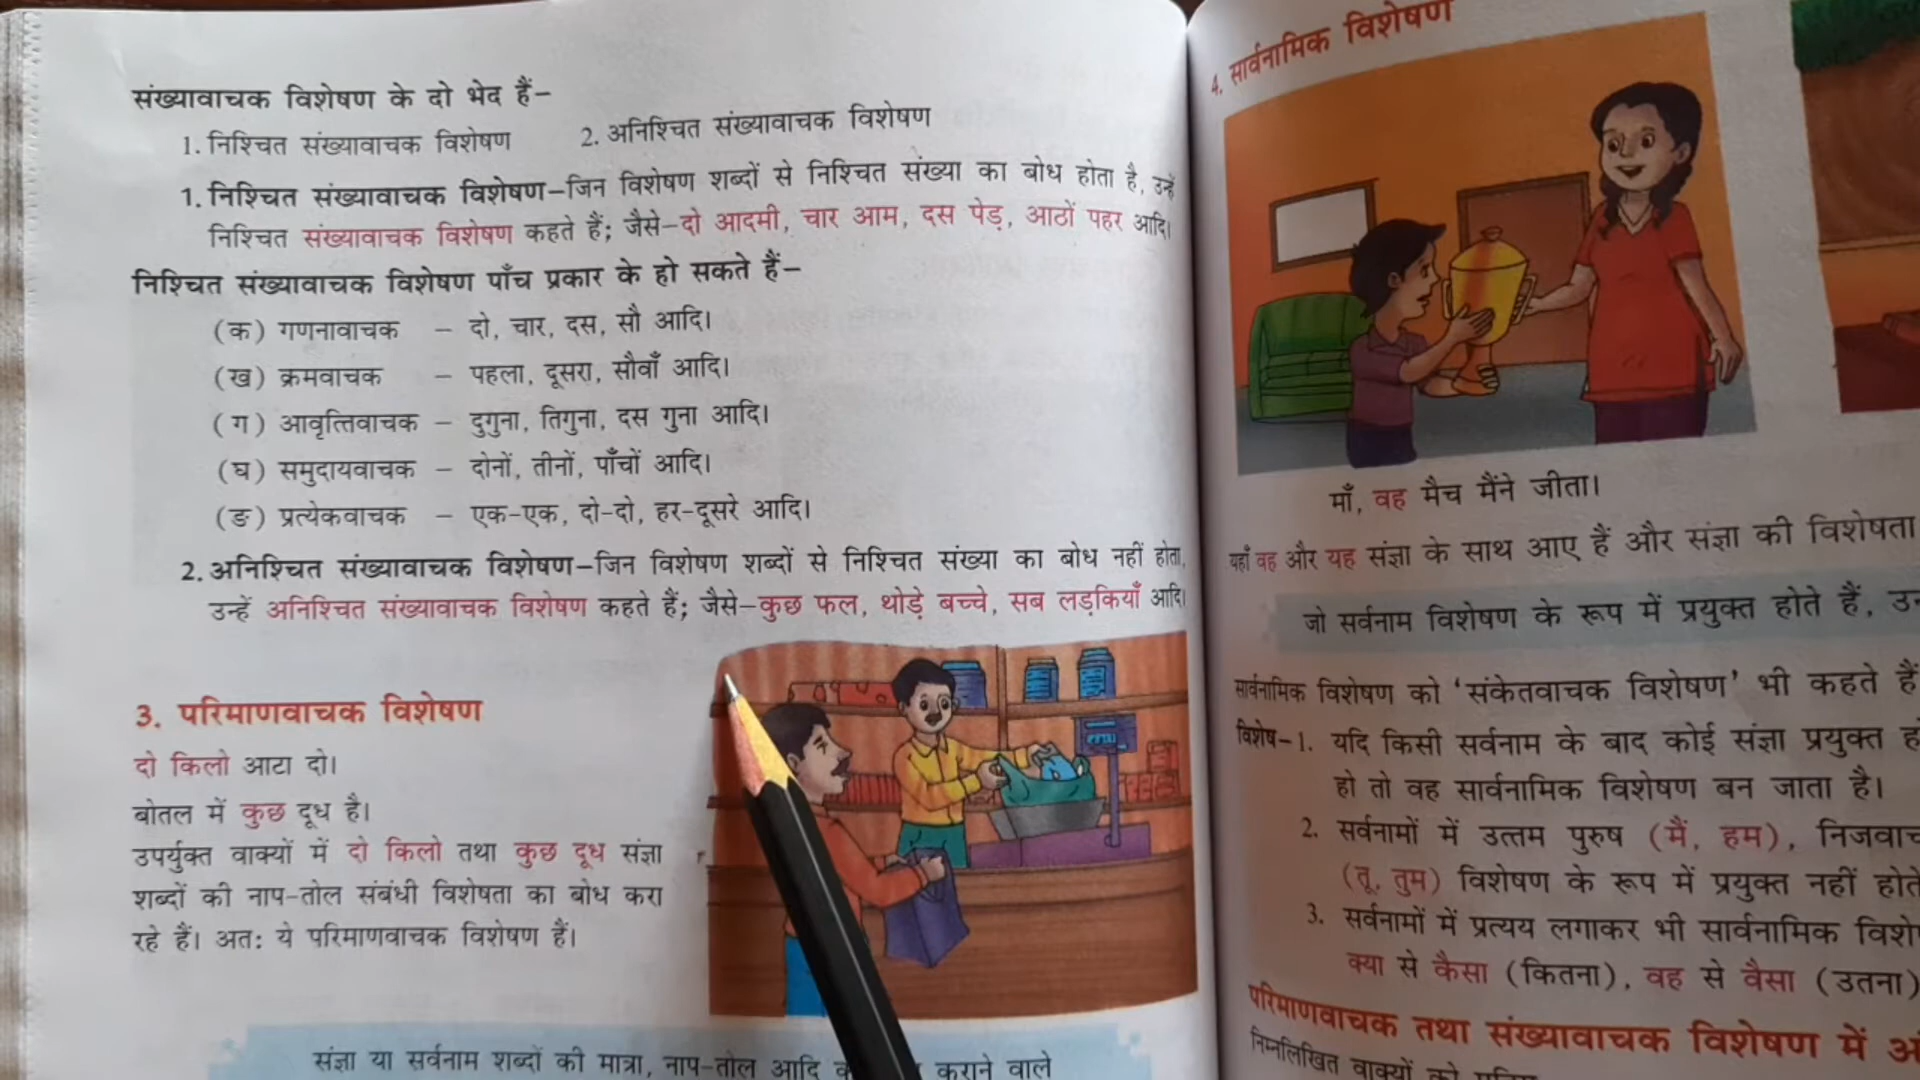 संख्यावाचक विशेषण के दो भेद हैं–
1. निश्चित संख्यावाचक विशेषण 2. अनिश्चित संख्यावाचक विशेषण
1. निश्चित संख्यावाचक विशेषण–जिन विशेषण शब्दों से निश्चित संख्या का बोध होता है, उन्हें
निश्चित संख्यावाचक विशेषण कहते हैं; जैसे–दो आदमी, चार आम, दस पेड़, आठों पहर आदि।
निश्चित संख्यावाचक विशेषण पाँच प्रकार के हो सकते हैं–
(क) गणनावाचक – दो, चार, दस, सौ आदि।
(ख) क्रमवाचक – पहला, दूसरा, सौवाँ आदि।
(ग) आवृत्तिवाचक – दुगुना, तिगुना, दस गुना आदि।
(घ) समुदायवाचक – दोनों, तीनों, पाँचों आदि।
(ङ) प्रत्येकवाचक – एक-एक, दो-दो, हर-दूसरे आदि।
2. अनिश्चित संख्यावाचक विशेषण–जिन विशेषण शब्दों से निश्चित संख्या का बोध नहीं होता,
उन्हें अनिश्चित संख्यावाचक विशेषण कहते हैं; जैसे–कुछ फल, थोड़े बच्चे, सब लड़कियाँ आदि।
3. परिमाणवाचक विशेषण
दो किलो आटा दो।
बोतल में कुछ दूध है।
उपर्युक्त वाक्यों में दो किलो तथा कुछ दूध संज्ञा
शब्दों की नाप-तोल संबंधी विशेषता का बोध करा
रहे हैं। अतः ये परिमाणवाचक विशेषण हैं।
संज्ञा या सर्वनाम शब्दों की मात्रा, नाप-तोल आदि कराने वाले
4. सार्वनामिक विशेषण
माँ, वह मैच मैंने जीता।
यहाँ वह और यह संज्ञा के साथ आए हैं और संज्ञा की विशेषता
जो सर्वनाम विशेषण के रूप में प्रयुक्त होते हैं,
सार्वनामिक विशेषण को 'संकेतवाचक विशेषण' भी कहते हैं
विशेष–1. यदि किसी सर्वनाम के बाद कोई संज्ञा प्रयुक्त
हो तो वह सार्वनामिक विशेषण बन जाता है।
2. सर्वनामों में उत्तम पुरुष (मैं, हम),
(तू, तुम) विशेषण के रूप में प्रयुक्त नहीं होते
3. सर्वनामों में प्रत्यय लगाकर भी सार्वनामिक
क्या से कैसा (कितना), वह से वैसा (उतना)
परिमाणवाचक तथा संख्यावाचक विशेषण में
निम्नलिखित वाक्यों को